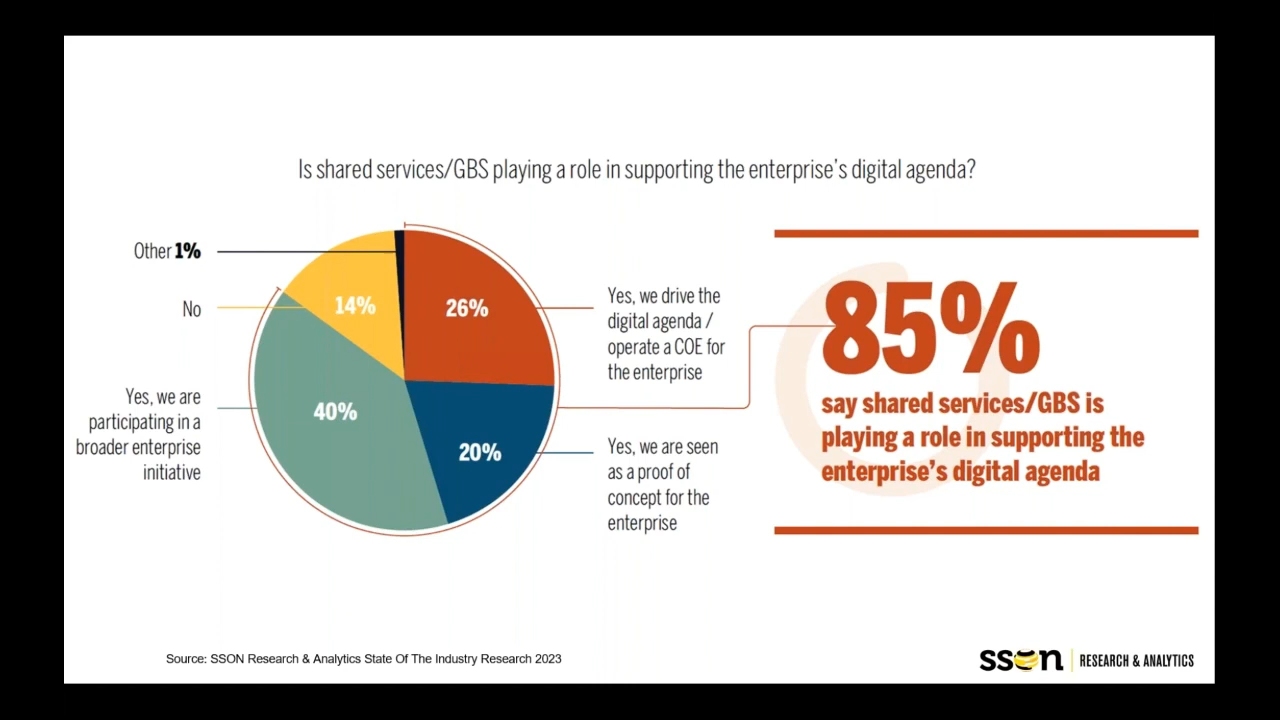 Is shared services/GBS playing a role in supporting the enterprise's digital agenda?
Other 1%
No
14%
26%
Yes, we are
participating in a
broader enterprise
initiative
40%
20%
Yes, we drive the
digital agenda /
operate a COE for
the enterprise
Yes, we are seen
as a proof of
concept for the
enterprise
85%
say shared services/GBS is
playing a role in supporting the
enterprise's digital agenda
Source: SSON Research & Analytics State Of The Industry Research 2023
sson RESEARCH & ANALYTICS